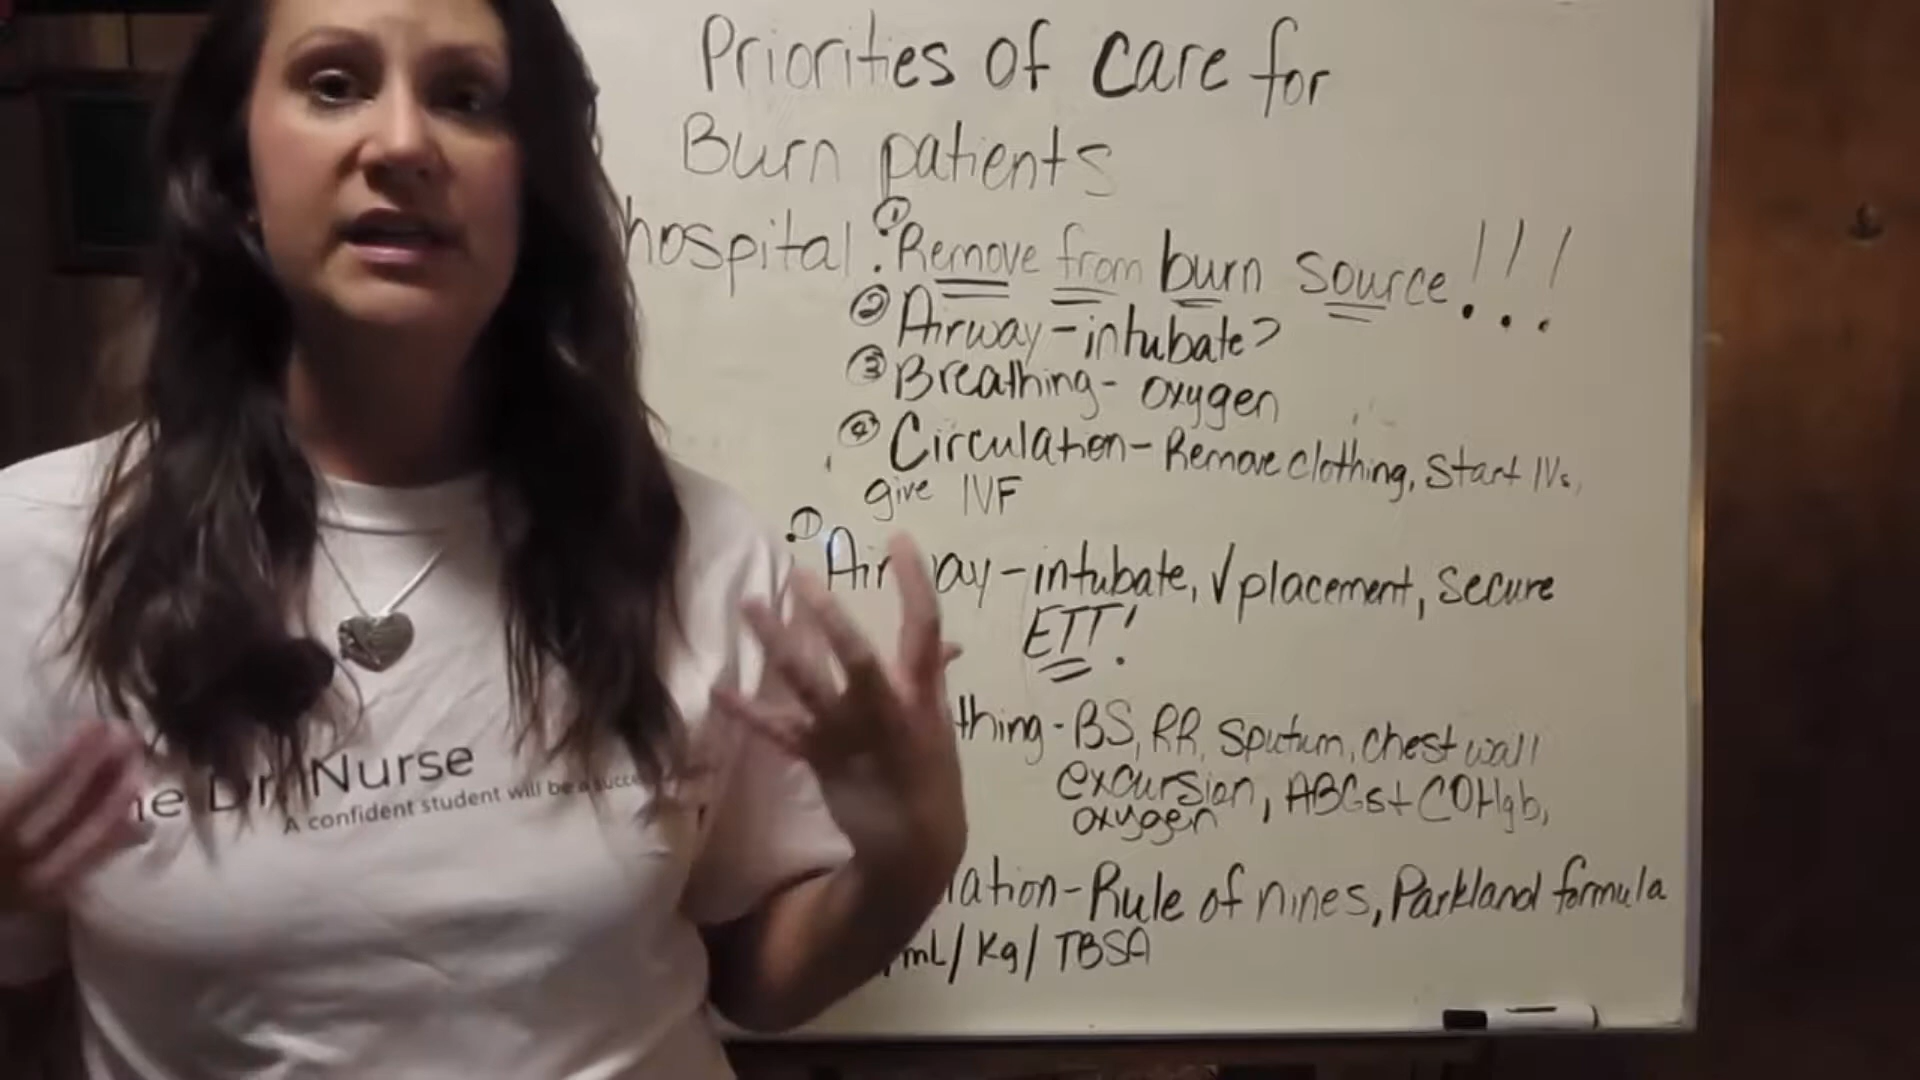 Priorities of care for
Burn patients
hospital: ① Remove from burn source!!!
② Airway - intubate?
③ Breathing - oxygen
④ Circulation - Remove clothing, Start IVs,
give IVF
① Airway - intubate, √ placement, secure
ETT!
thing - BS, RR, Sputum, chest wall
excursion, ABGs + COHgb,
oxygen
lation - Rule of nines, Parkland formula
mL/kg/TBSA
he Dr. Nurse
A confident student will be a succe